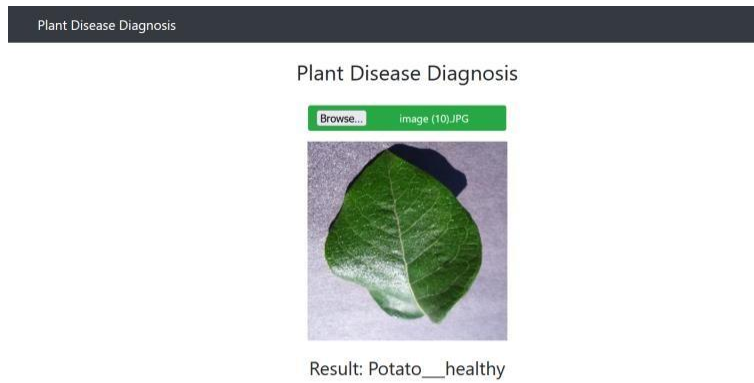 Plant Disease Diagnosis
Plant Disease Diagnosis
Browse... image (10).JPG
Result: Potato___healthy